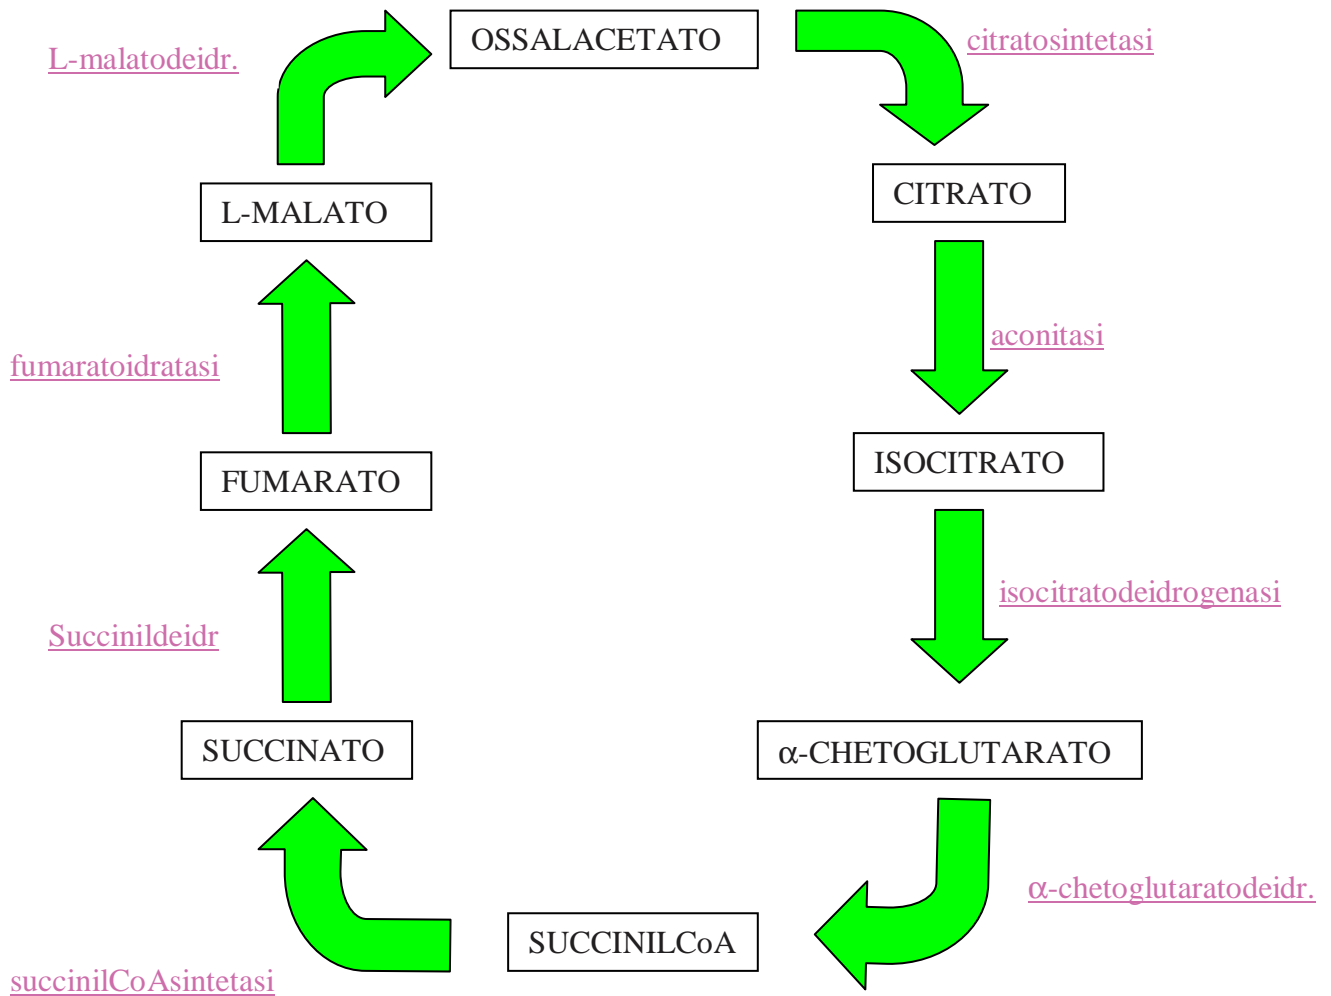 OSSALACETATO
citratosintetasi
L-malatodeidr.
CITRATO
L-MALATO
aconitasi
fumaratoidratasi
ISOCITRATO
FUMARATO
isocitratodeidrogenasi
Succinildeidr
SUCCINATO
α-CHETOGLUTARATO
α-chetoglutaratodeidr.
SUCCINILCoA
succinilCoAsintetasi